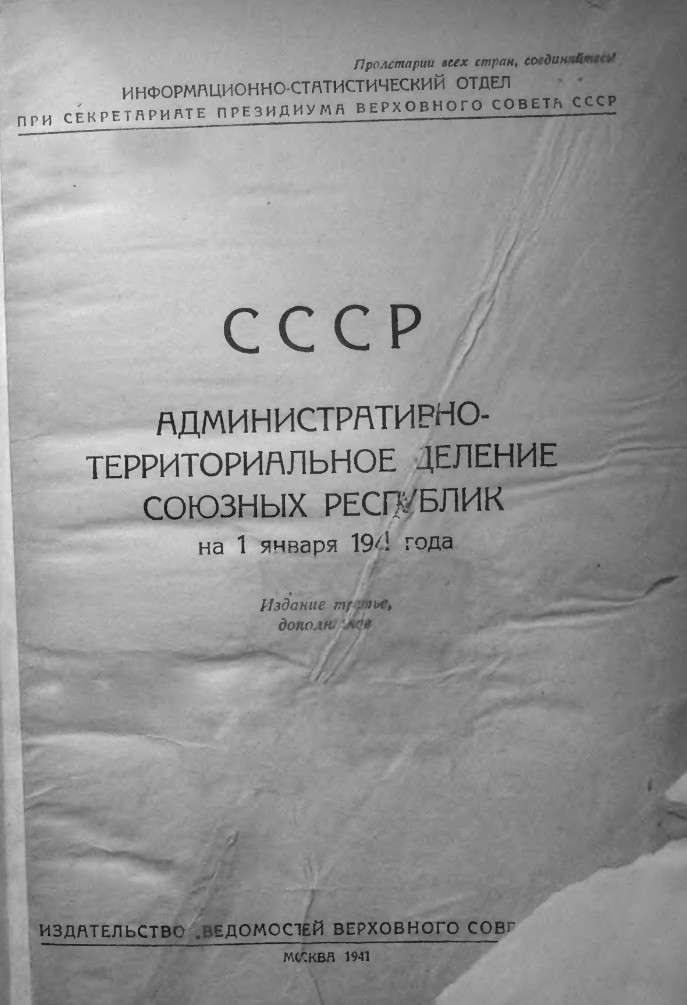 Пролетарии всех стран, соединяйтесь!
ИНФОРМАЦИОННО-СТАТИСТИЧЕСКИЙ ОТДЕЛ
ПРИ СЕКРЕТАРИАТЕ ПРЕЗИДИУМА ВЕРХОВНОГО СОВЕТА СССР
СССР
АДМИНИСТРАТИВНО-
ТЕРРИТОРИАЛЬНОЕ ДЕЛЕНИЕ
СОЮЗНЫХ РЕСПУБЛИК
на 1 января 1941 года
Издание третье,
ИЗДАТЕЛЬСТВО ВЕДОМОСТЕЙ ВЕРХОВНОГО
МОСКВА 1941